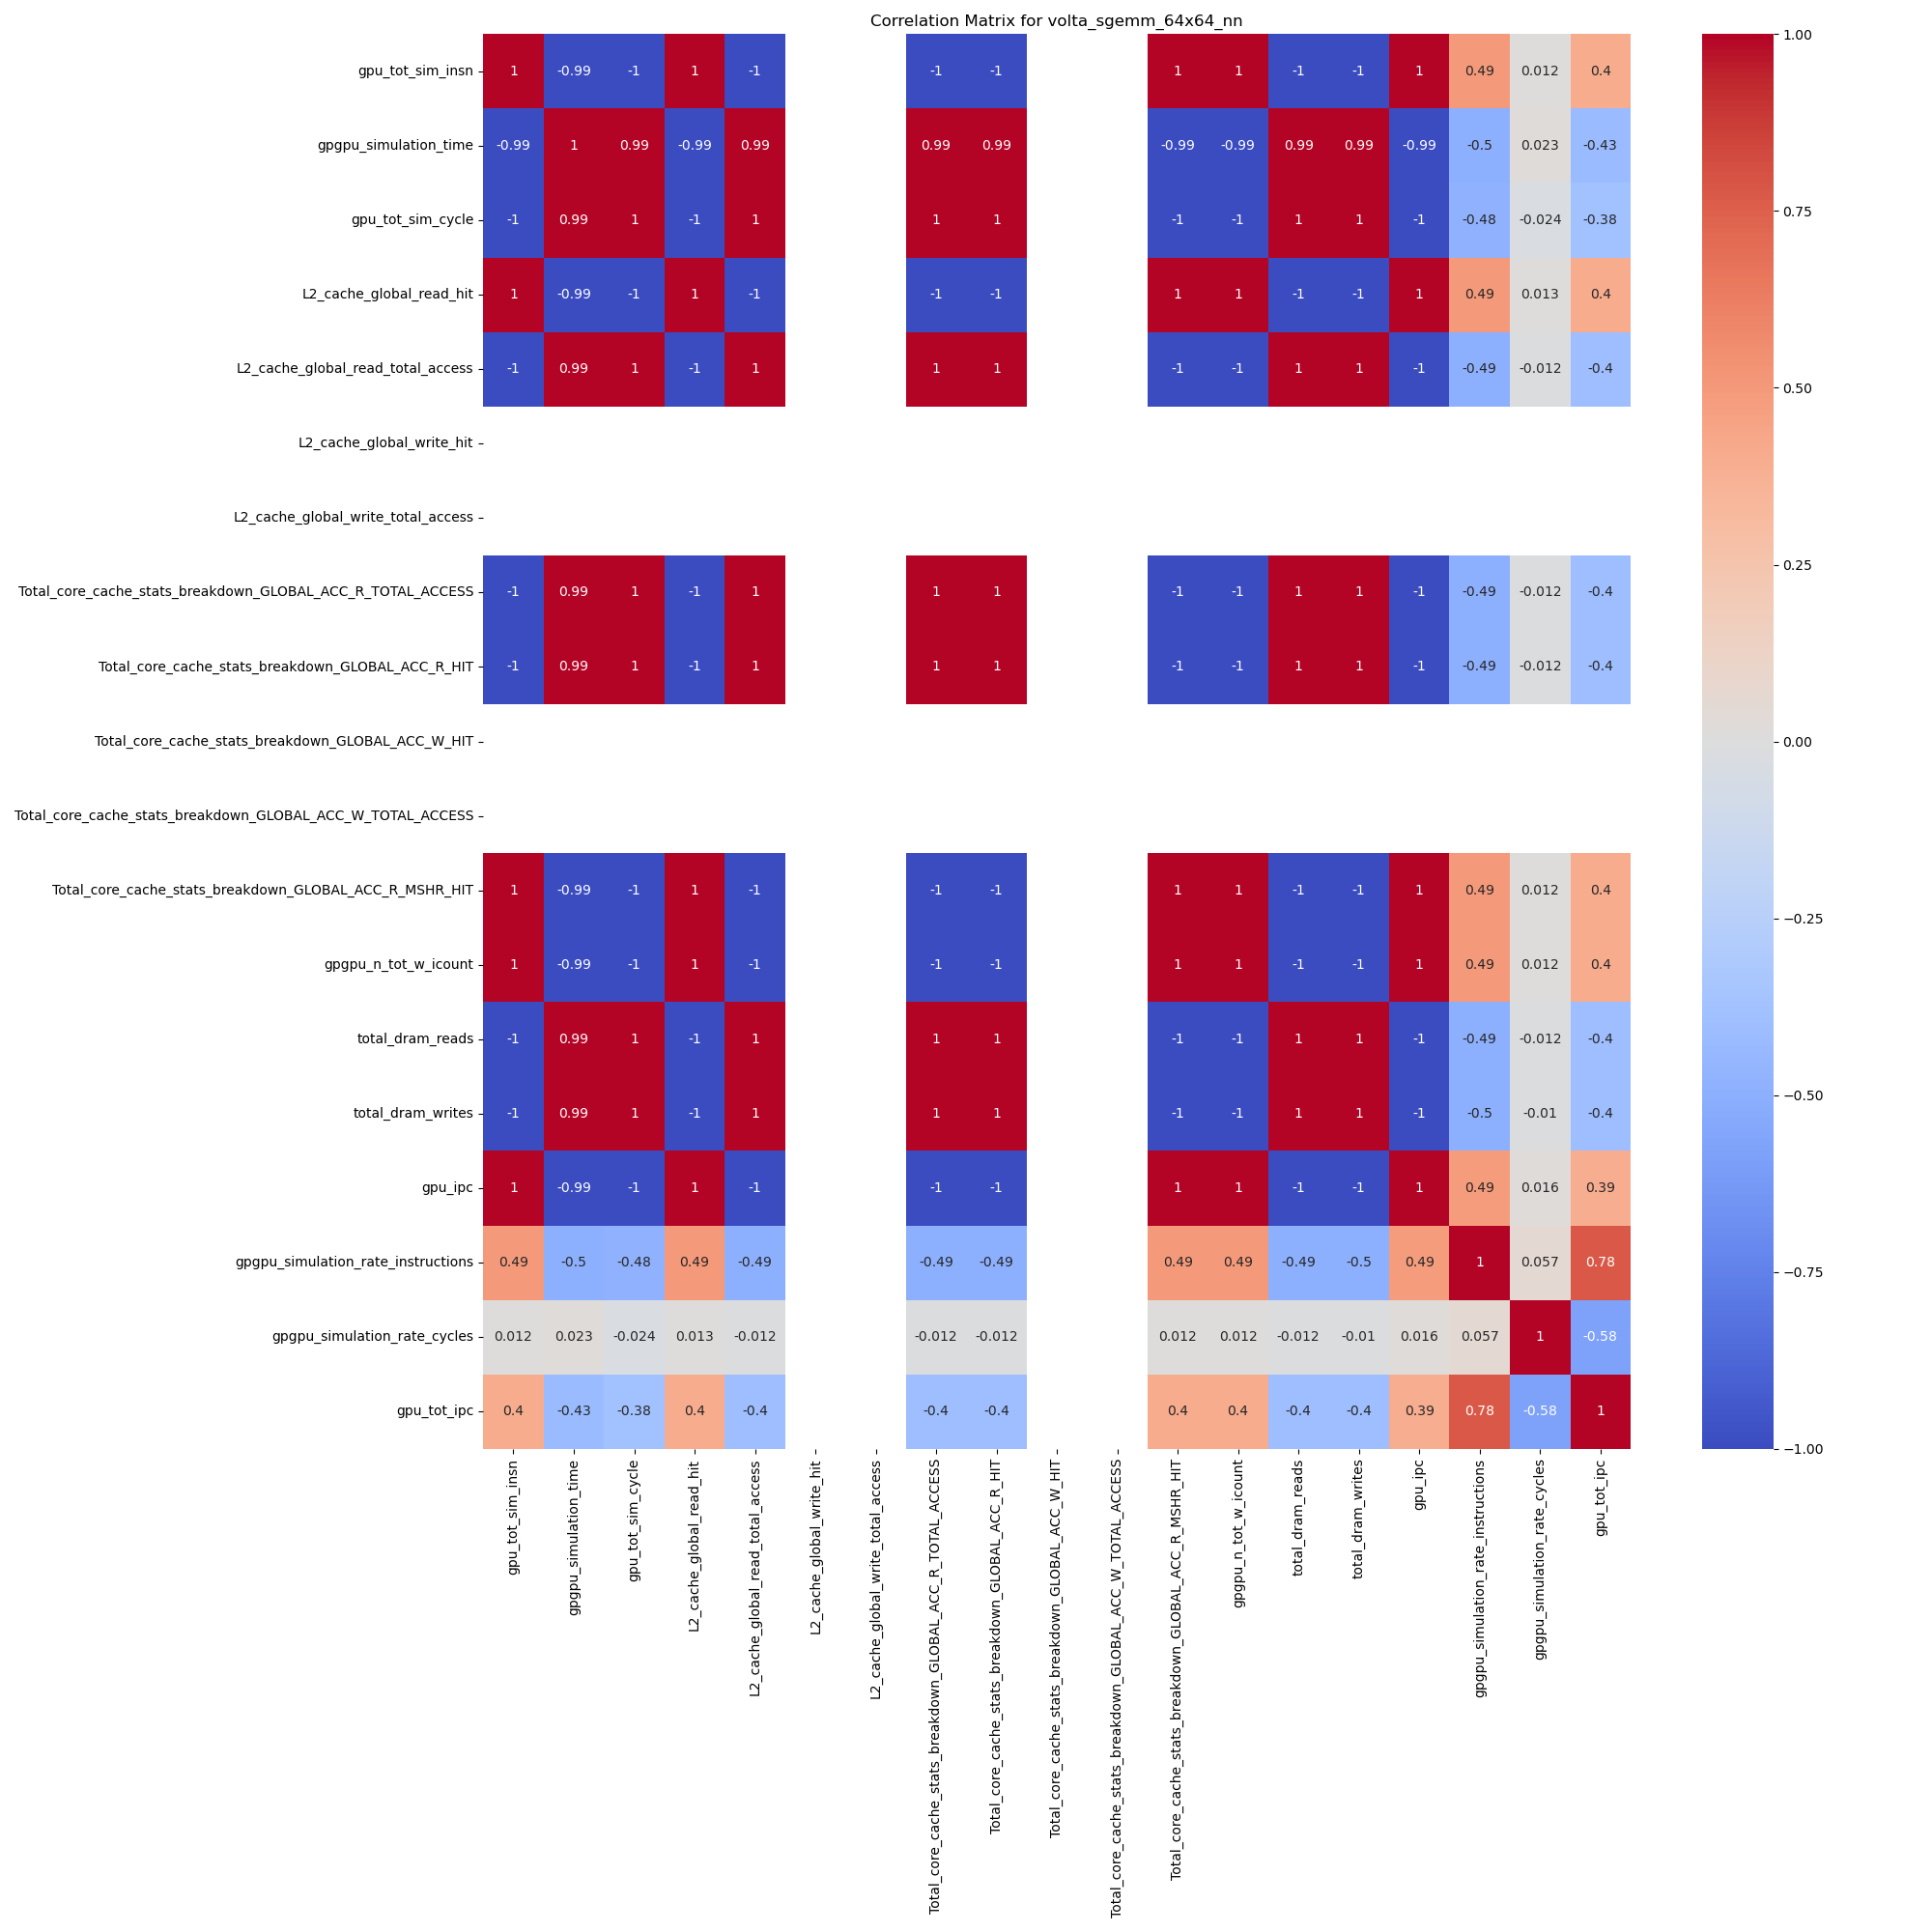 Correlation Matrix for volta_sgemm_64x64_nn
gpu_tot_sim_insn 1 -0.99 -1 1 -1 -1 -1 1 1 -1 -1 1 0.49 0.012 0.4
gpgpu_simulation_time -0.99 1 0.99 -0.99 0.99 0.99 0.99 -0.99 -0.99 0.99 0.99 -0.99 -0.5 0.023 -0.43
gpu_tot_sim_cycle -1 0.99 1 -1 1 1 1 -1 -1 1 1 -1 -0.48 -0.024 -0.38
L2_cache_global_read_hit 1 -0.99 -1 1 -1 -1 -1 1 1 -1 -1 1 0.49 0.013 0.4
L2_cache_global_read_total_access -1 0.99 1 -1 1 1 1 -1 -1 1 1 -1 -0.49 -0.012 -0.4
L2_cache_global_write_hit
L2_cache_global_write_total_access
Total_core_cache_stats_breakdown_GLOBAL_ACC_R_TOTAL_ACCESS -1 0.99 1 -1 1 1 1 -1 -1 1 1 -1 -0.49 -0.012 -0.4
Total_core_cache_stats_breakdown_GLOBAL_ACC_R_HIT -1 0.99 1 -1 1 1 1 -1 -1 1 1 -1 -0.49 -0.012 -0.4
Total_core_cache_stats_breakdown_GLOBAL_ACC_W_HIT
Total_core_cache_stats_breakdown_GLOBAL_ACC_W_TOTAL_ACCESS
Total_core_cache_stats_breakdown_GLOBAL_ACC_R_MSHR_HIT 1 -0.99 -1 1 -1 -1 -1 1 1 -1 -1 1 0.49 0.012 0.4
gpgpu_n_tot_w_icount 1 -0.99 -1 1 -1 -1 -1 1 1 -1 -1 1 0.49 0.012 0.4
total_dram_reads -1 0.99 1 -1 1 1 1 -1 -1 1 1 -1 -0.49 -0.012 -0.4
total_dram_writes -1 0.99 1 -1 1 1 1 -1 -1 1 1 -1 -0.5 -0.01 -0.4
gpu_ipc 1 -0.99 -1 1 -1 -1 -1 1 1 -1 -1 1 0.49 0.016 0.39
gpgpu_simulation_rate_instructions 0.49 -0.5 -0.48 0.49 -0.49 -0.49 -0.49 0.49 0.49 -0.49 -0.5 0.49 1 0.057 0.78
gpgpu_simulation_rate_cycles 0.012 0.023 -0.024 0.013 -0.012 -0.012 -0.012 0.012 0.012 -0.012 -0.01 0.016 0.057 1 -0.58
gpu_tot_ipc 0.4 -0.43 -0.38 0.4 -0.4 -0.4 -0.4 0.4 0.4 -0.4 -0.4 0.39 0.78 -0.58 1
gpu_tot_sim_insn
gpgpu_simulation_time
gpu_tot_sim_cycle
L2_cache_global_read_hit
L2_cache_global_read_total_access
L2_cache_global_write_hit
L2_cache_global_write_total_access
Total_core_cache_stats_breakdown_GLOBAL_ACC_R_TOTAL_ACCESS
Total_core_cache_stats_breakdown_GLOBAL_ACC_R_HIT
Total_core_cache_stats_breakdown_GLOBAL_ACC_W_HIT
Total_core_cache_stats_breakdown_GLOBAL_ACC_W_TOTAL_ACCESS
Total_core_cache_stats_breakdown_GLOBAL_ACC_R_MSHR_HIT
gpgpu_n_tot_w_icount
total_dram_reads
total_dram_writes
gpu_ipc
gpgpu_simulation_rate_instructions
gpgpu_simulation_rate_cycles
gpu_tot_ipc
1.00
0.75
0.50
0.25
0.00
−0.25
−0.50
−0.75
−1.00